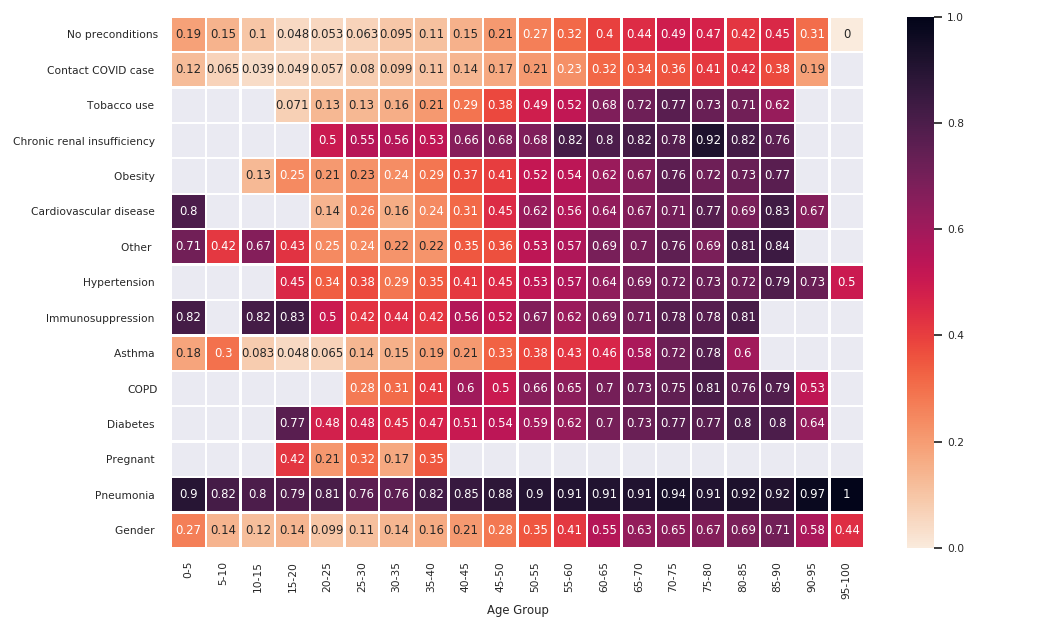 No preconditions 0.19 0.15 0.1 0.048 0.053 0.063 0.095 0.11 0.15 0.21 0.27 0.32 0.4 0.44 0.49 0.47 0.42 0.45 0.31 0
Contact COVID case 0.12 0.065 0.039 0.049 0.057 0.08 0.099 0.11 0.14 0.17 0.21 0.23 0.32 0.34 0.36 0.41 0.42 0.38 0.19
Tobacco use 0.071 0.13 0.13 0.16 0.21 0.29 0.38 0.49 0.52 0.68 0.72 0.77 0.73 0.71 0.62
Chronic renal insufficiency 0.5 0.55 0.56 0.53 0.66 0.68 0.68 0.82 0.8 0.82 0.78 0.92 0.82 0.76
Obesity 0.13 0.25 0.21 0.23 0.24 0.29 0.37 0.41 0.52 0.54 0.62 0.67 0.76 0.72 0.73 0.77
Cardiovascular disease 0.8 0.14 0.26 0.16 0.24 0.31 0.45 0.62 0.56 0.64 0.67 0.71 0.77 0.69 0.83 0.67
Other 0.71 0.42 0.67 0.43 0.25 0.24 0.22 0.22 0.35 0.36 0.53 0.57 0.69 0.7 0.76 0.69 0.81 0.84
Hypertension 0.45 0.34 0.38 0.29 0.35 0.41 0.45 0.53 0.57 0.64 0.69 0.72 0.73 0.72 0.79 0.73 0.5
Immunosuppression 0.82 0.82 0.83 0.5 0.42 0.44 0.42 0.56 0.52 0.67 0.62 0.69 0.71 0.78 0.78 0.81
Asthma 0.18 0.3 0.083 0.048 0.065 0.14 0.15 0.19 0.21 0.33 0.38 0.43 0.46 0.58 0.72 0.78 0.6
COPD 0.28 0.31 0.41 0.6 0.5 0.66 0.65 0.7 0.73 0.75 0.81 0.76 0.79 0.53
Diabetes 0.77 0.48 0.48 0.45 0.47 0.51 0.54 0.59 0.62 0.7 0.73 0.77 0.77 0.8 0.8 0.64
Pregnant 0.42 0.21 0.32 0.17 0.35
Pneumonia 0.9 0.82 0.8 0.79 0.81 0.76 0.76 0.82 0.85 0.88 0.9 0.91 0.91 0.91 0.94 0.91 0.92 0.92 0.97 1
Gender 0.27 0.14 0.12 0.14 0.099 0.11 0.14 0.16 0.21 0.28 0.35 0.41 0.55 0.63 0.65 0.67 0.69 0.71 0.58 0.44
0-5 5-10 10-15 15-20 20-25 25-30 30-35 35-40 40-45 45-50 50-55 55-60 60-65 65-70 70-75 75-80 80-85 85-90 90-95 95-100
Age Group
1.0
0.8
0.6
0.4
0.2
0.0